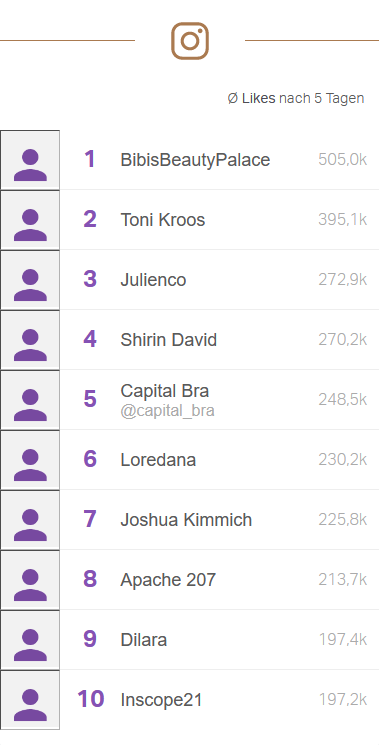 Ø Likes nach 5 Tagen
1 BibisBeautyPalace 505,0k
2 Toni Kroos 395,1k
3 Julienco 272,9k
4 Shirin David 270,2k
5 Capital Bra 248,5k
@capital_bra
6 Loredana 230,2k
7 Joshua Kimmich 225,8k
8 Apache 207 213,7k
9 Dilara 197,4k
10 Inscope21 197,2k